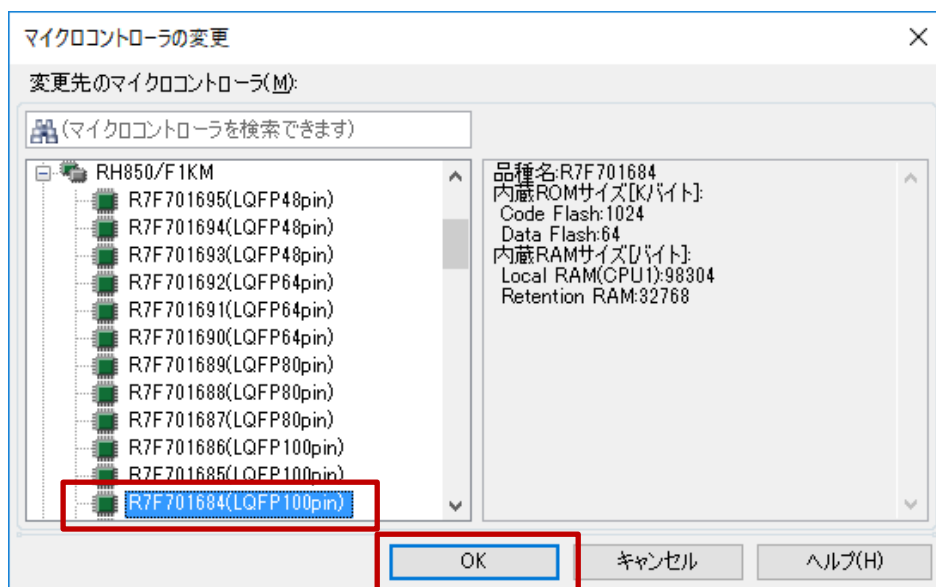 マイクロコントローラの変更
変更先のマイクロコントローラ(M):
(マイクロコントローラを検索できます)
RH850/F1KM
R7F701695(LQFP48pin)
R7F701694(LQFP48pin)
R7F701693(LQFP48pin)
R7F701692(LQFP64pin)
R7F701691(LQFP64pin)
R7F701690(LQFP64pin)
R7F701689(LQFP80pin)
R7F701688(LQFP80pin)
R7F701687(LQFP80pin)
R7F701686(LQFP100pin)
R7F701685(LQFP100pin)
R7F701684(LQFP100pin)
品種名:R7F701684
内蔵ROMサイズ[Kバイト]:
Code Flash:1024
Data Flash:64
内蔵RAMサイズ[バイト]:
Local RAM(CPU1):98304
Retention RAM:32768
OK
キャンセル
ヘルプ(H)